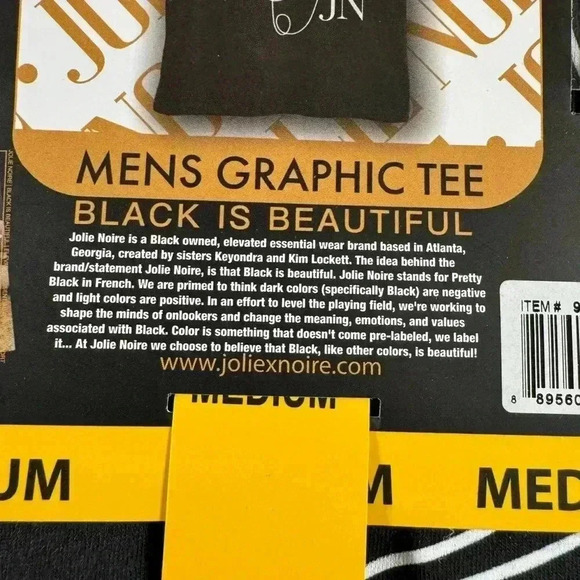 JN
MENS GRAPHIC TEE
BLACK IS BEAUTIFUL
Jolie Noire is a Black owned, elevated essential wear brand based in Atlanta,
Georgia, created by sisters Keyondra and Kim Lockett. The idea behind the
brand/statement Jolie Noire, is that Black is beautiful. Jolie Noire stands for Pretty
Black in French. We are primed to think dark colors (specifically Black) are negative
and light colors are positive. In an effort to level the playing field, we're working to
shape the minds of onlookers and change the meaning, emotions, and values
associated with Black. Color is something that doesn't come pre-labeled, we label
it... At Jolie Noire we choose to believe that Black, like other colors, is beautiful!
www.joliexnoire.com
ITEM# 9
8 89560
MEDIUM
UM M MED